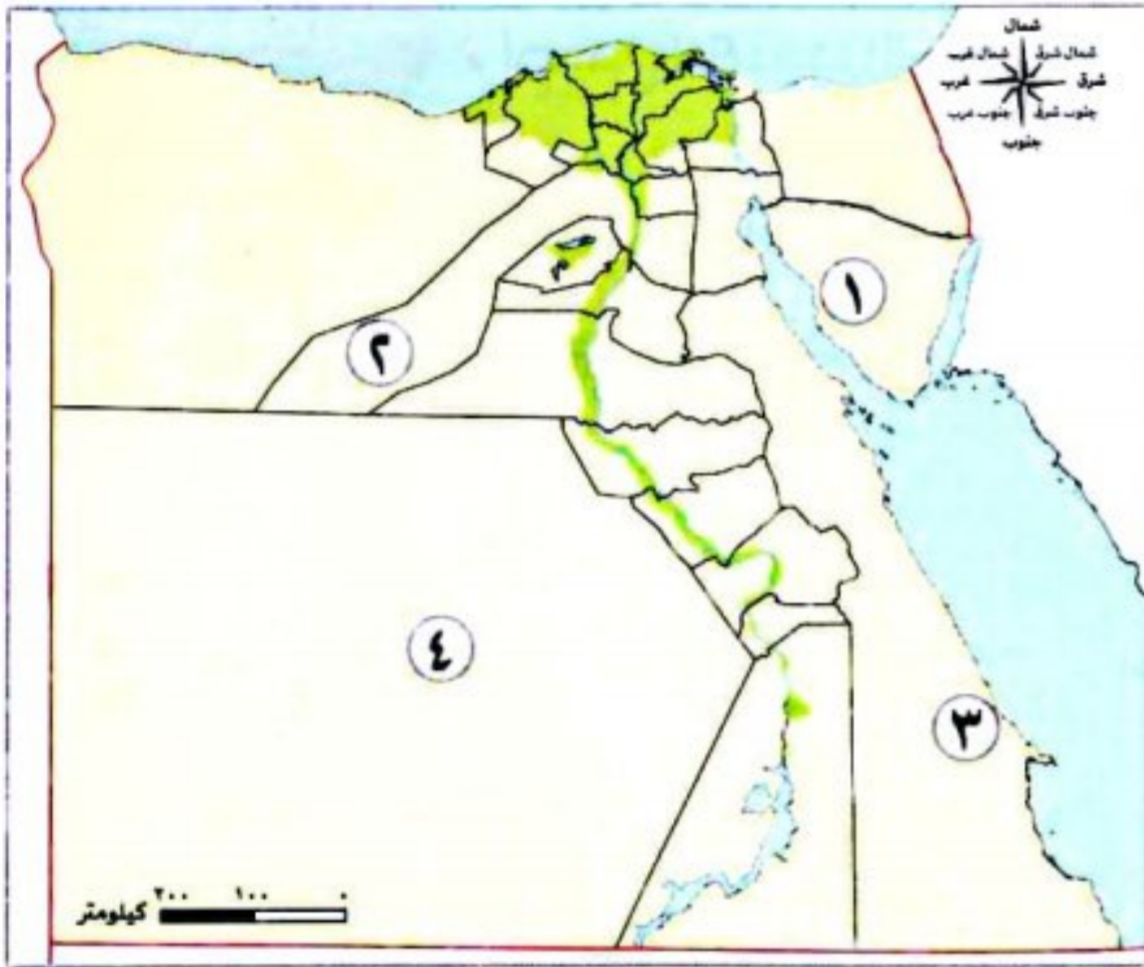 شمال
شمال غرب شمال شرق
غرب شرق
جنوب غرب جنوب شرق
جنوب
١
٢
س
٤
٣
٢٠٠ ١٠٠ ٠
كيلومتر